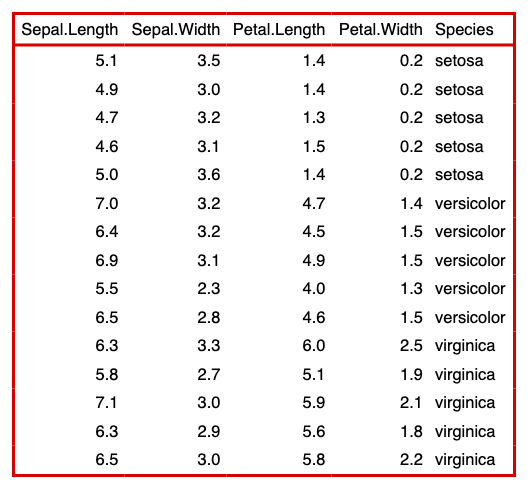 Sepal.Length Sepal.Width Petal.Length Petal.Width Species
5.1 3.5 1.4 0.2 setosa
4.9 3.0 1.4 0.2 setosa
4.7 3.2 1.3 0.2 setosa
4.6 3.1 1.5 0.2 setosa
5.0 3.6 1.4 0.2 setosa
7.0 3.2 4.7 1.4 versicolor
6.4 3.2 4.5 1.5 versicolor
6.9 3.1 4.9 1.5 versicolor
5.5 2.3 4.0 1.3 versicolor
6.5 2.8 4.6 1.5 versicolor
6.3 3.3 6.0 2.5 virginica
5.8 2.7 5.1 1.9 virginica
7.1 3.0 5.9 2.1 virginica
6.3 2.9 5.6 1.8 virginica
6.5 3.0 5.8 2.2 virginica